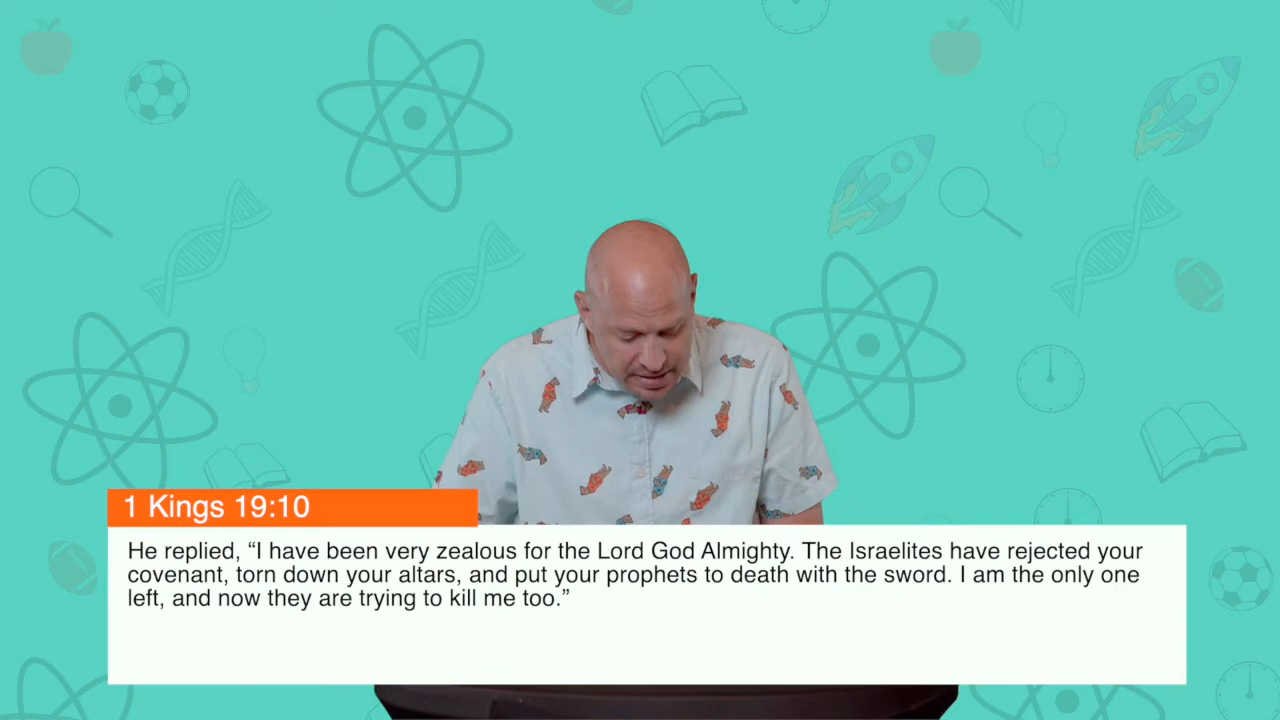 1 Kings 19:10
He replied, “I have been very zealous for the Lord God Almighty. The Israelites have rejected your
covenant, torn down your altars, and put your prophets to death with the sword. I am the only one
left, and now they are trying to kill me too.”